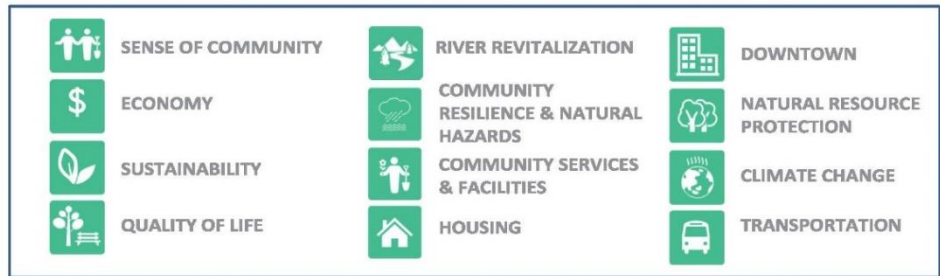 SENSE OF COMMUNITY
ECONOMY
SUSTAINABILITY
QUALITY OF LIFE
RIVER REVITALIZATION
COMMUNITY
RESILIENCE & NATURAL
HAZARDS
COMMUNITY SERVICES
& FACILITIES
HOUSING
DOWNTOWN
NATURAL RESOURCE
PROTECTION
CLIMATE CHANGE
TRANSPORTATION